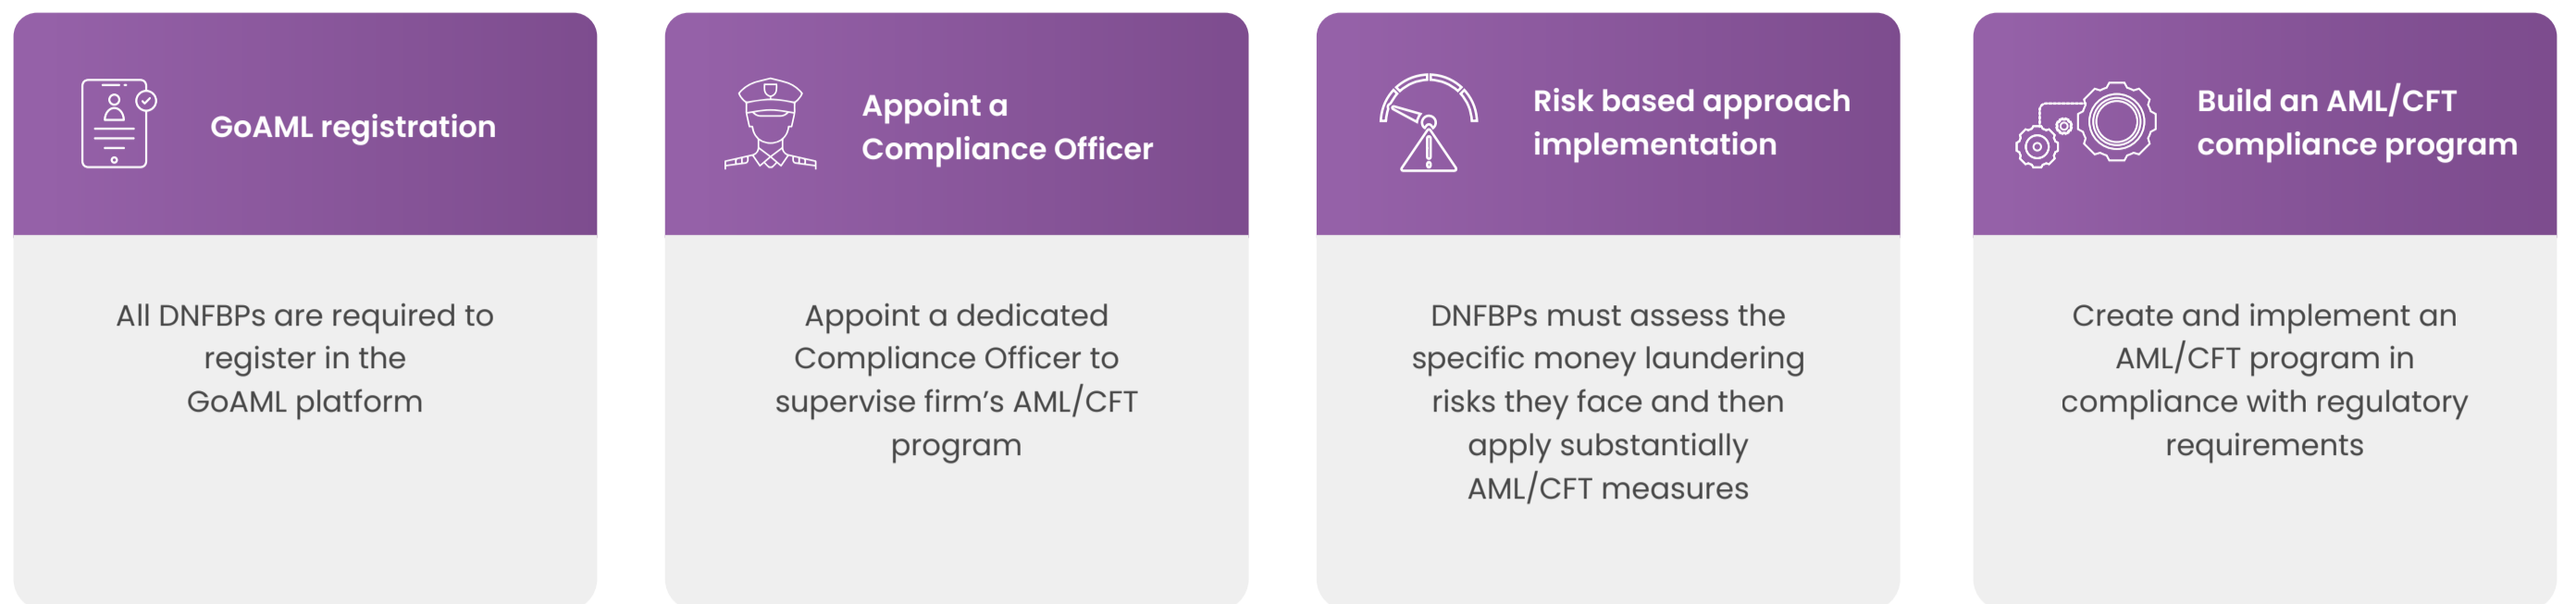 GoAML registration
All DNFBPs are required to
register in the
GoAML platform
Appoint a
Compliance Officer
Appoint a dedicated
Compliance Officer to
supervise firm’s AML/CFT
program
Risk based approach
implementation
DNFBPs must assess the
specific money laundering
risks they face and then
apply substantially
AML/CFT measures
Build an AML/CFT
compliance program
Create and implement an
AML/CFT program in
compliance with regulatory
requirements